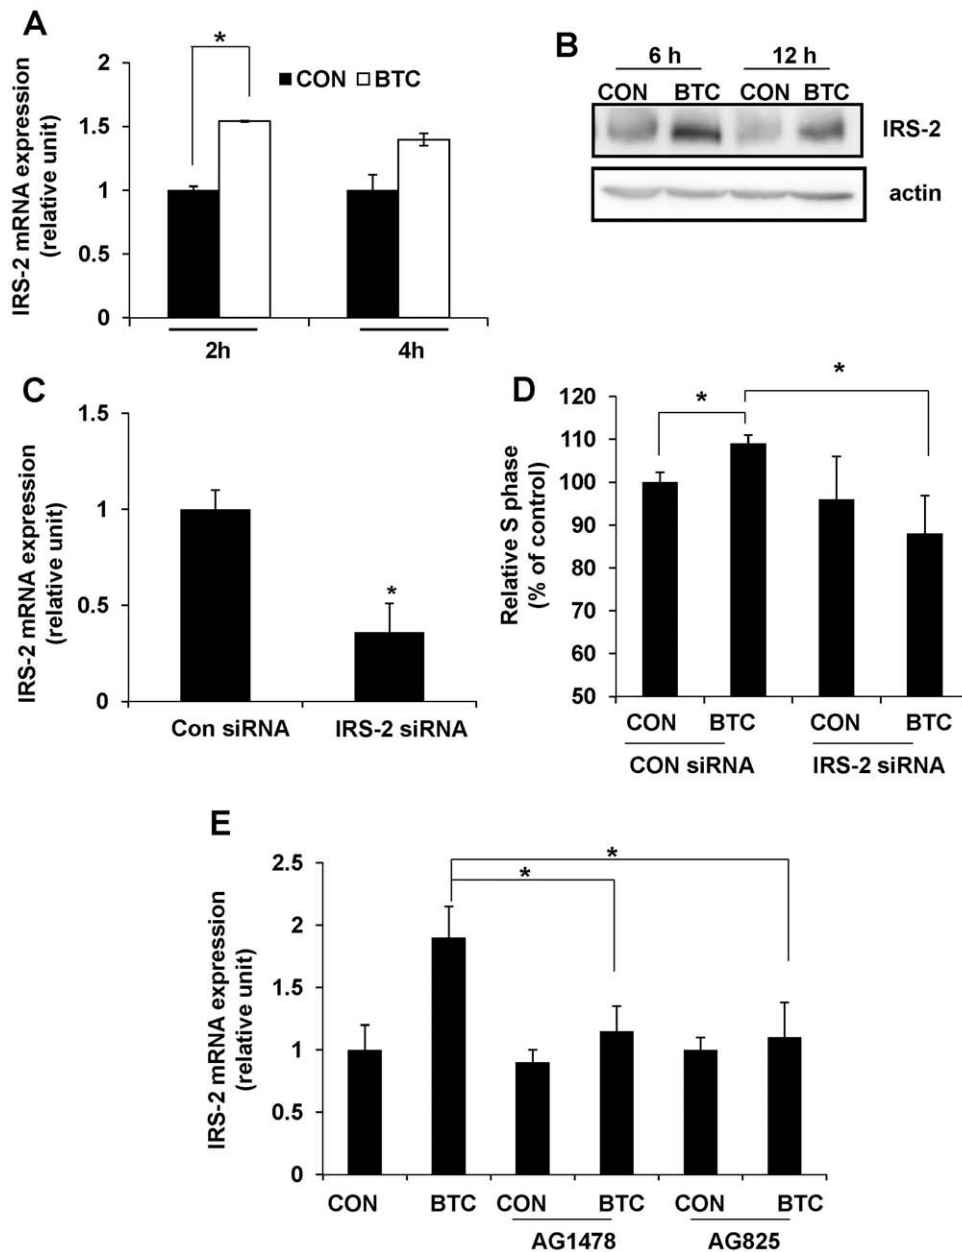 A
IRS-2 mRNA expression
(relative unit)
2
1.5
1
0.5
0
*
CON BTC
2h 4h
B
6 h 12 h
CON BTC CON BTC
IRS-2
actin
C
IRS-2 mRNA expression
(relative unit)
1.5
1
0.5
0
*
Con siRNA IRS-2 siRNA
D
Relative S phase
(% of control)
120
110
100
90
80
70
60
50
*
*
CON BTC CON BTC
CON siRNA IRS-2 siRNA
E
IRS-2 mRNA expression
(relative unit)
2.5
2
1.5
1
0.5
0
*
*
CON BTC CON BTC CON BTC
AG1478 AG825